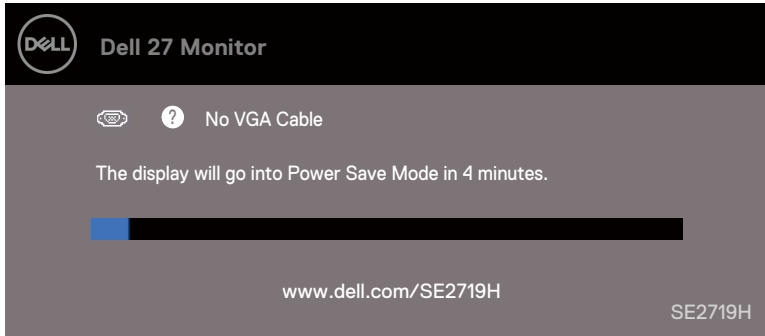 DELL
Dell 27 Monitor
? No VGA Cable
The display will go into Power Save Mode in 4 minutes.
www.dell.com/SE2719H
SE2719H